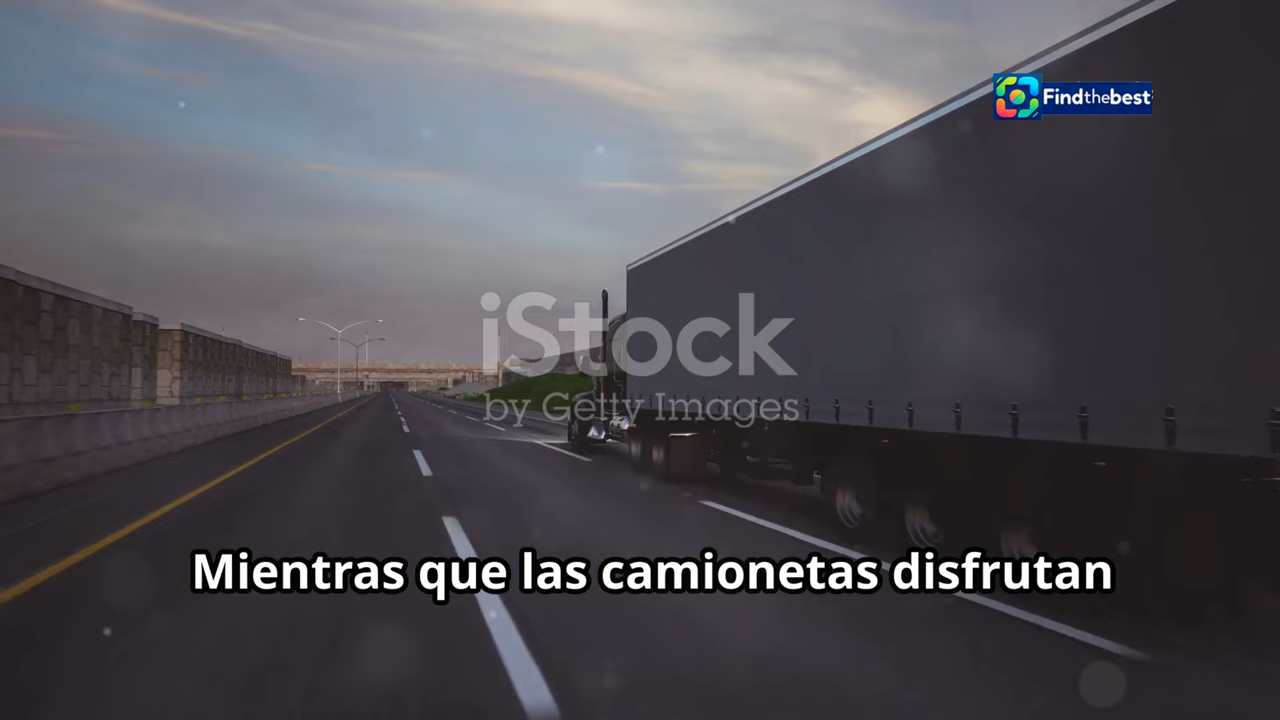 Findthebest
iStock
by Getty Images
Mientras que las camionetas disfrutan